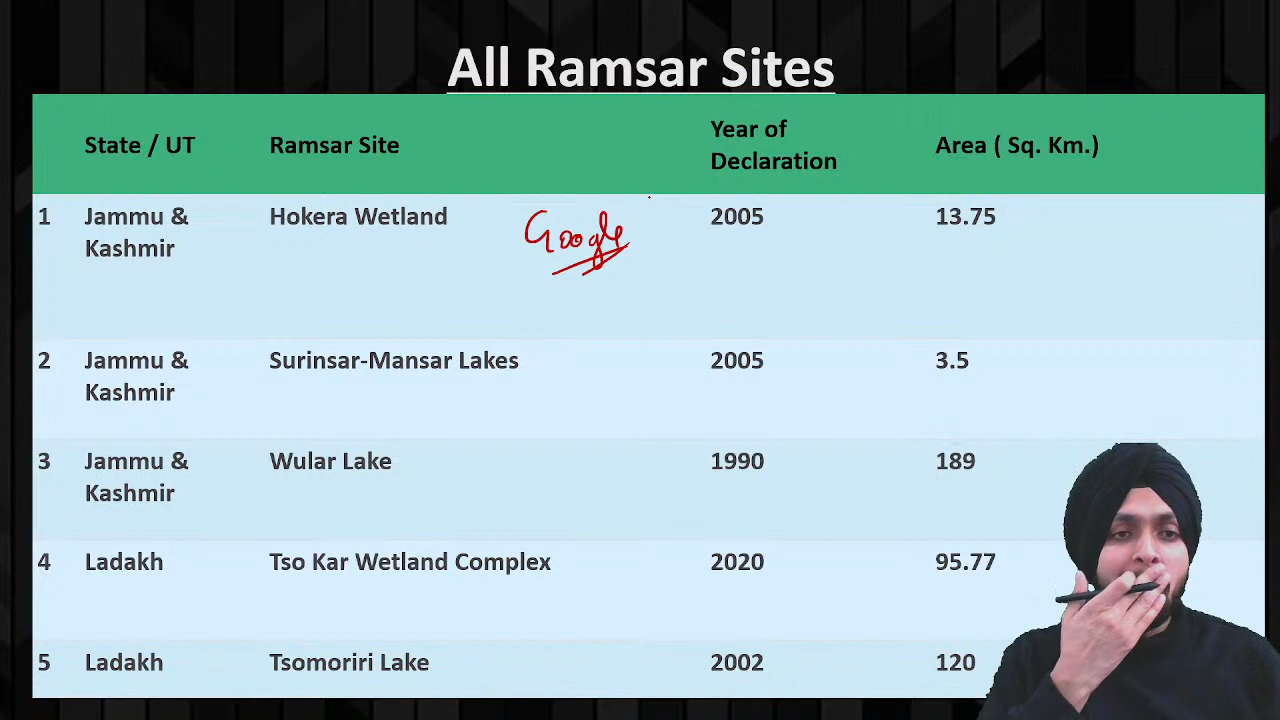 All Ramsar Sites
State / UT Ramsar Site Year of Declaration Area ( Sq. Km.)
1 Jammu & Kashmir Hokera Wetland Google 2005 13.75
2 Jammu & Kashmir Surinsar-Mansar Lakes 2005 3.5
3 Jammu & Kashmir Wular Lake 1990 189
4 Ladakh Tso Kar Wetland Complex 2020 95.77
5 Ladakh Tsomoriri Lake 2002 120